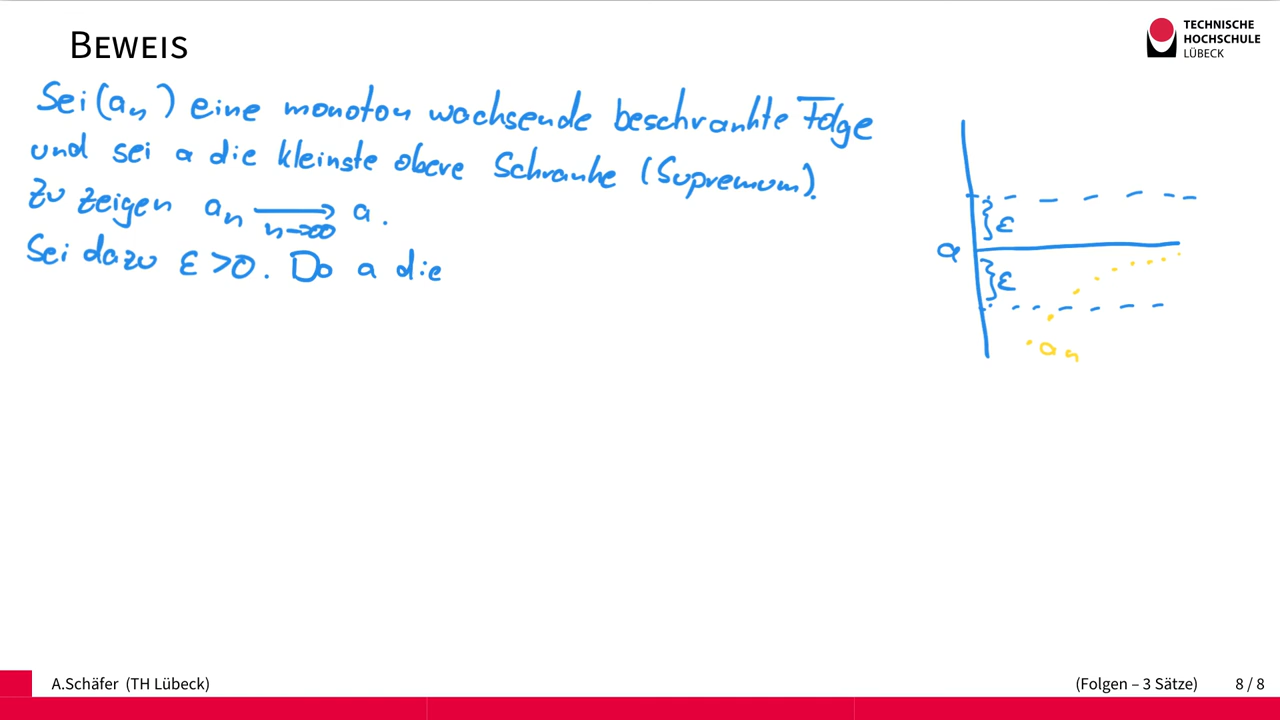 BEWEIS
TECHNISCHE
HOCHSCHULE
LÜBECK
Sei (aₙ) eine monoton wachsende beschrankte Folge
und sei a die kleinste obere Schranke (Supremum).
Zu zeigen aₙ ⟶ a.
n→∞
Sei dazu ε >0. Da a die
ε
a
ε
aₙ
A.Schäfer (TH Lübeck)
(Folgen – 3 Sätze)
8 / 8